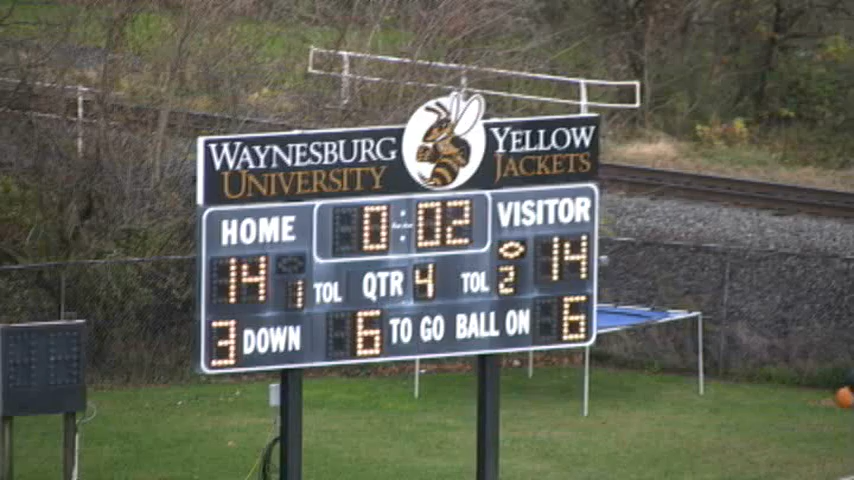 WAYNESBURG YELLOW
UNIVERSITY JACKETS
HOME 0:02 VISITOR
14 1 TOL QTR 4 TOL 2 14
3 DOWN 6 TO GO BALL ON 6